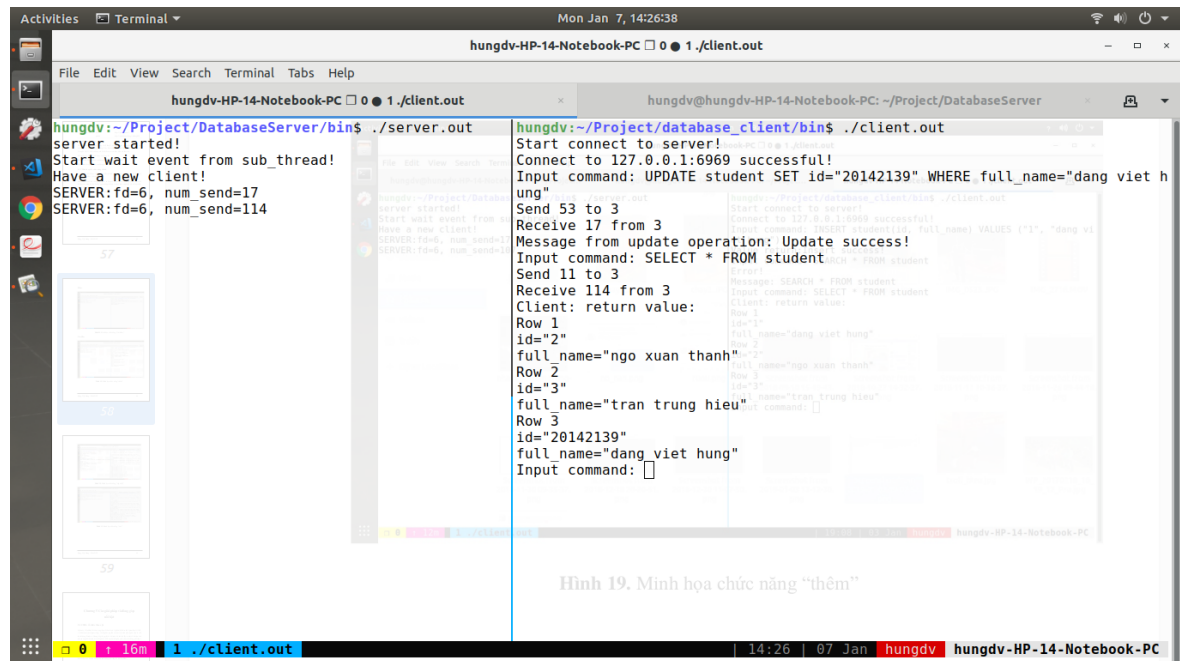 Activities Terminal Mon Jan 7, 14:26:38
hungdv-HP-14-Notebook-PC ❐ 0 ● 1 ./client.out
File Edit View Search Terminal Tabs Help
hungdv-HP-14-Notebook-PC ❐ 0 ● 1 ./client.out
hungdv@hungdv-HP-14-Notebook-PC: ~/Project/DatabaseServer
hungdv:~/Project/DatabaseServer/bin$ ./server.out
server started!
Start wait event from sub_thread!
Have a new client!
SERVER:fd=6, num_send=17
SERVER:fd=6, num_send=114
57
58
59
hungdv:~/Project/database_client/bin$ ./client.out
Start connect to server!
Connect to 127.0.0.1:6969 successful!
Input command: UPDATE student SET id="20142139" WHERE full_name="dang viet h
ung"
Send 53 to 3
Receive 17 from 3
Message from update operation: Update success!
Input command: SELECT * FROM student
Send 11 to 3
Receive 114 from 3
Client: return value:
Row 1
id="2"
full_name="ngo xuan thanh"
Row 2
id="3"
full_name="tran trung hieu"
Row 3
id="20142139"
full_name="dang viet hung"
Input command:
Hình 19. Minh họa chức năng “thêm”
❐ 0 ↑ 16m 1 ./client.out | 14:26 | 07 Jan hungdv hungdv-HP-14-Notebook-PC